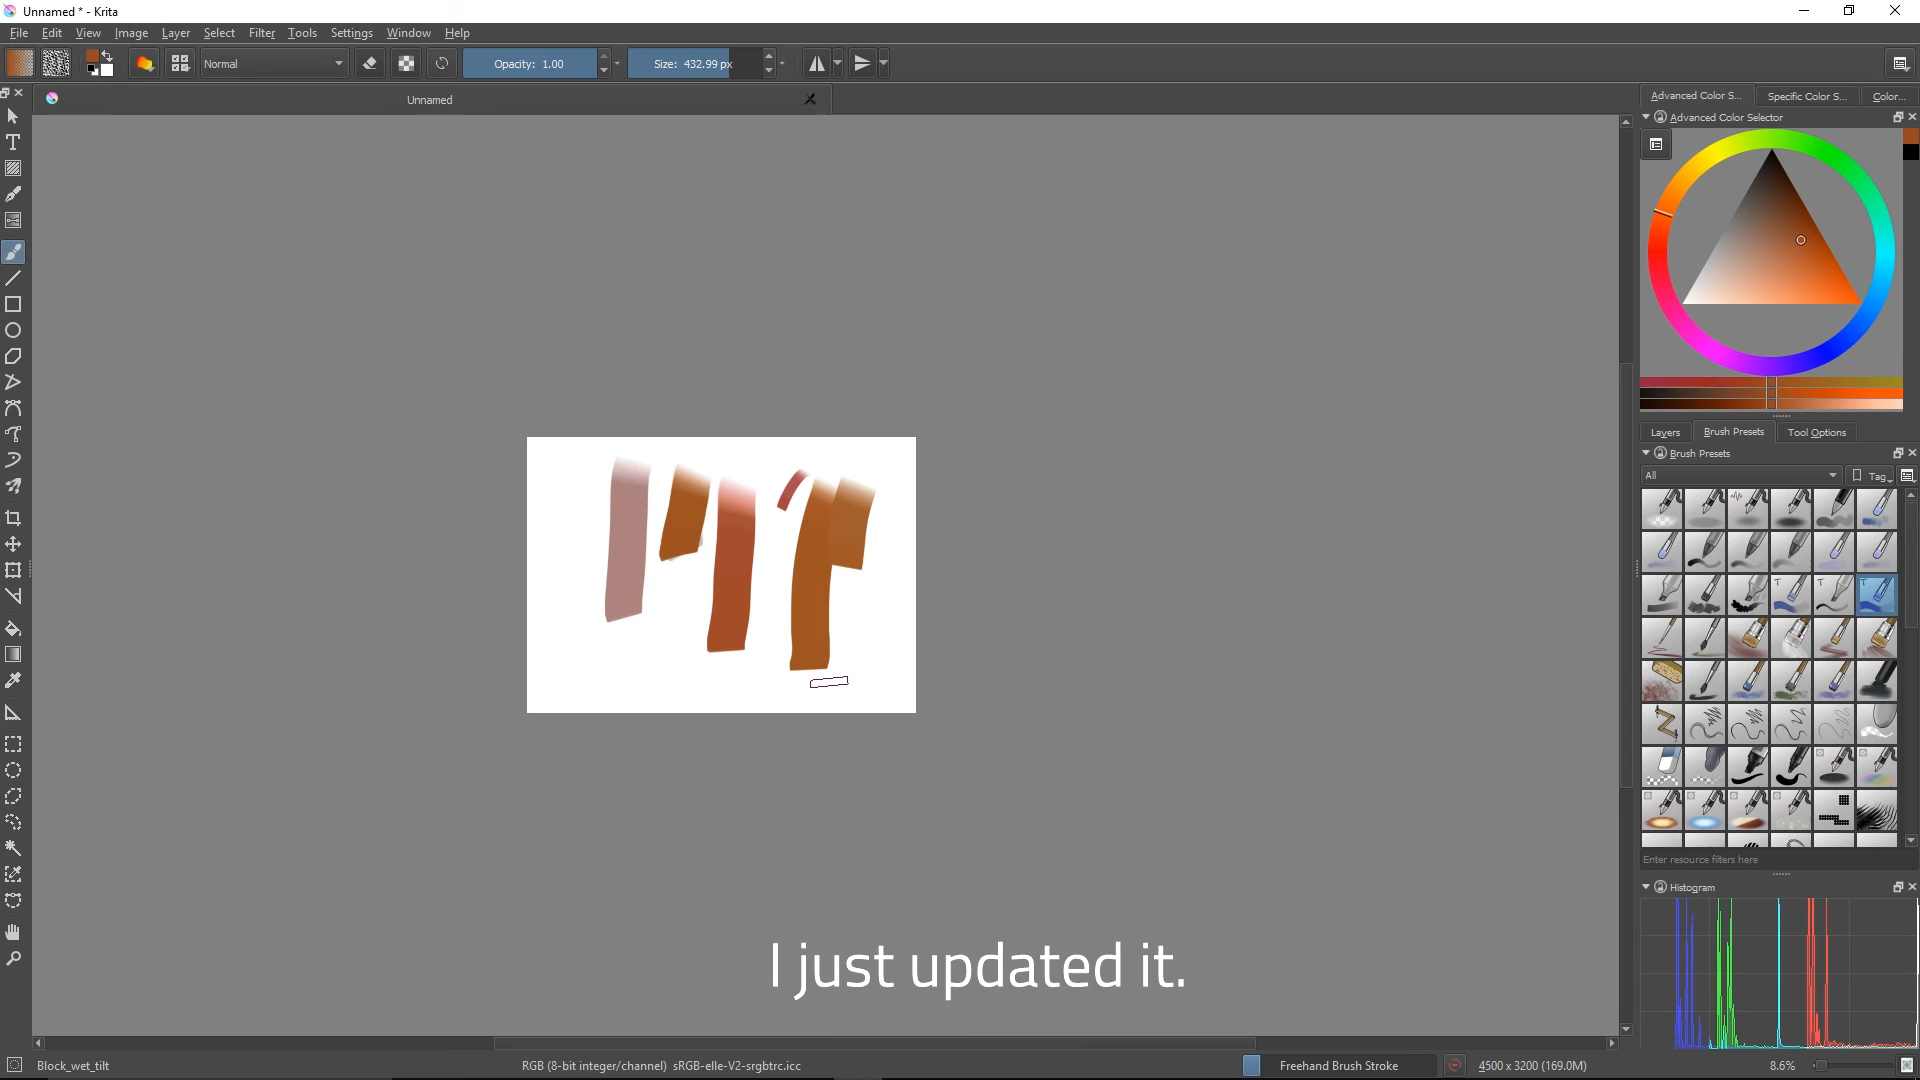 Unnamed * - Krita
File Edit View Image Layer Select Filter Tools Settings Window Help
Normal
Opacity: 1.00
Size: 432.99 px
Unnamed
Advanced Color S... Specific Color S... Color...
Advanced Color Selector
Layers Brush Presets Tool Options
Brush Presets
All
Tag
Enter resource filters here
Histogram
I just updated it.
Block_wet_tilt
RGB (8-bit integer/channel) sRGB-elle-V2-srgbtrc.icc
Freehand Brush Stroke
4500 x 3200 (169.0M)
8.6%